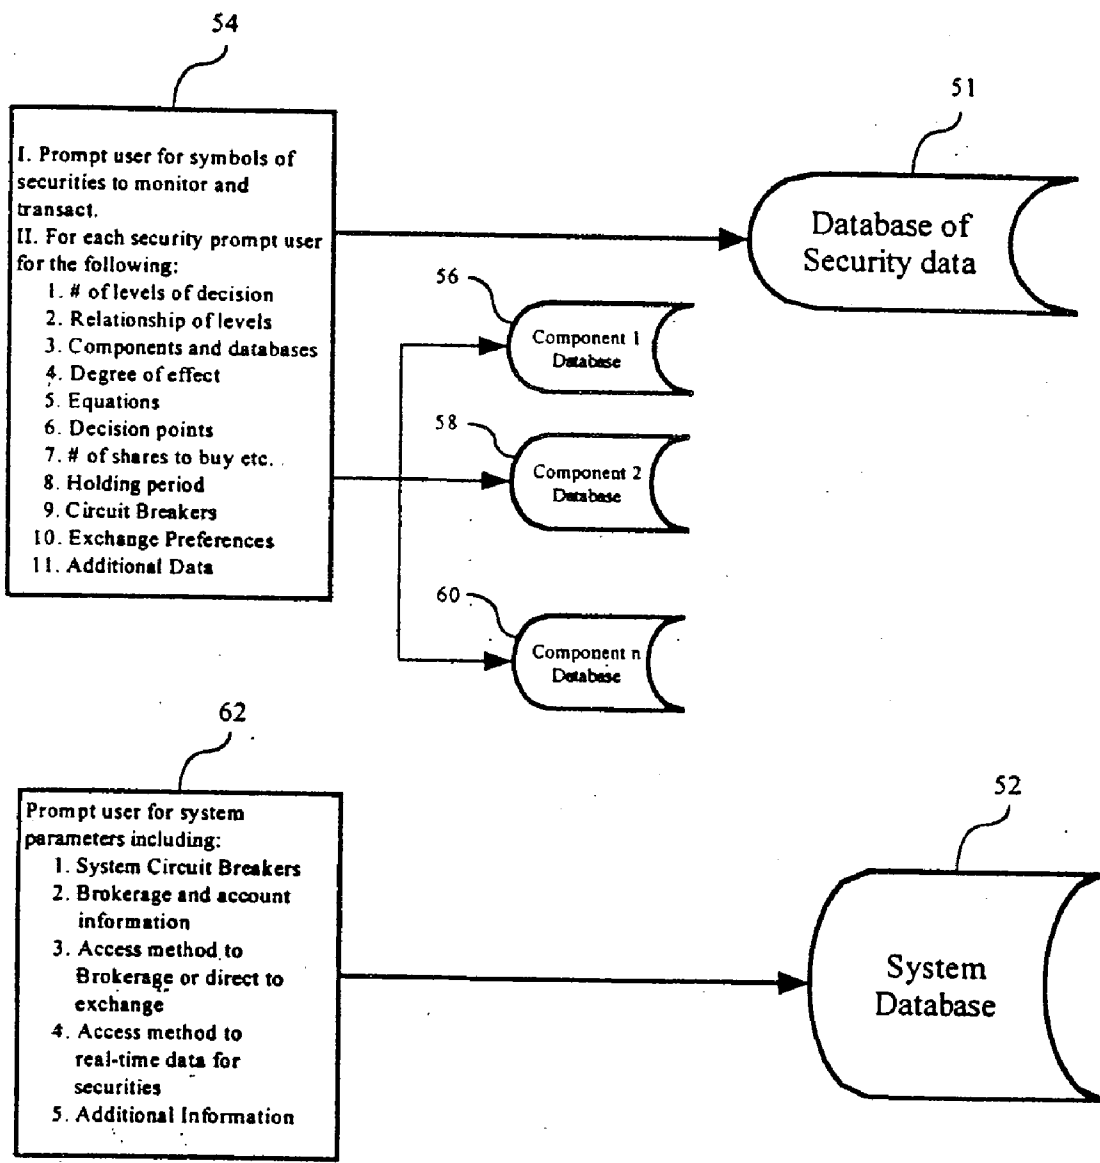 54
I. Prompt user for symbols of
securities to monitor and
transact.
II. For each security prompt user
for the following:
1. # of levels of decision
2. Relationship of levels
3. Components and databases
4. Degree of effect
5. Equations
6. Decision points
7. # of shares to buy etc.
8. Holding period
9. Circuit Breakers
10. Exchange Preferences
11. Additional Data
51
Database of
Security data
56
Component 1
Database
58
Component 2
Database
60
Component n
Database
62
Prompt user for system
parameters including:
1. System Circuit Breakers
2. Brokerage and account
information
3. Access method to
Brokerage or direct to
exchange
4. Access method to
real-time data for
securities
5. Additional Information
52
System
Database